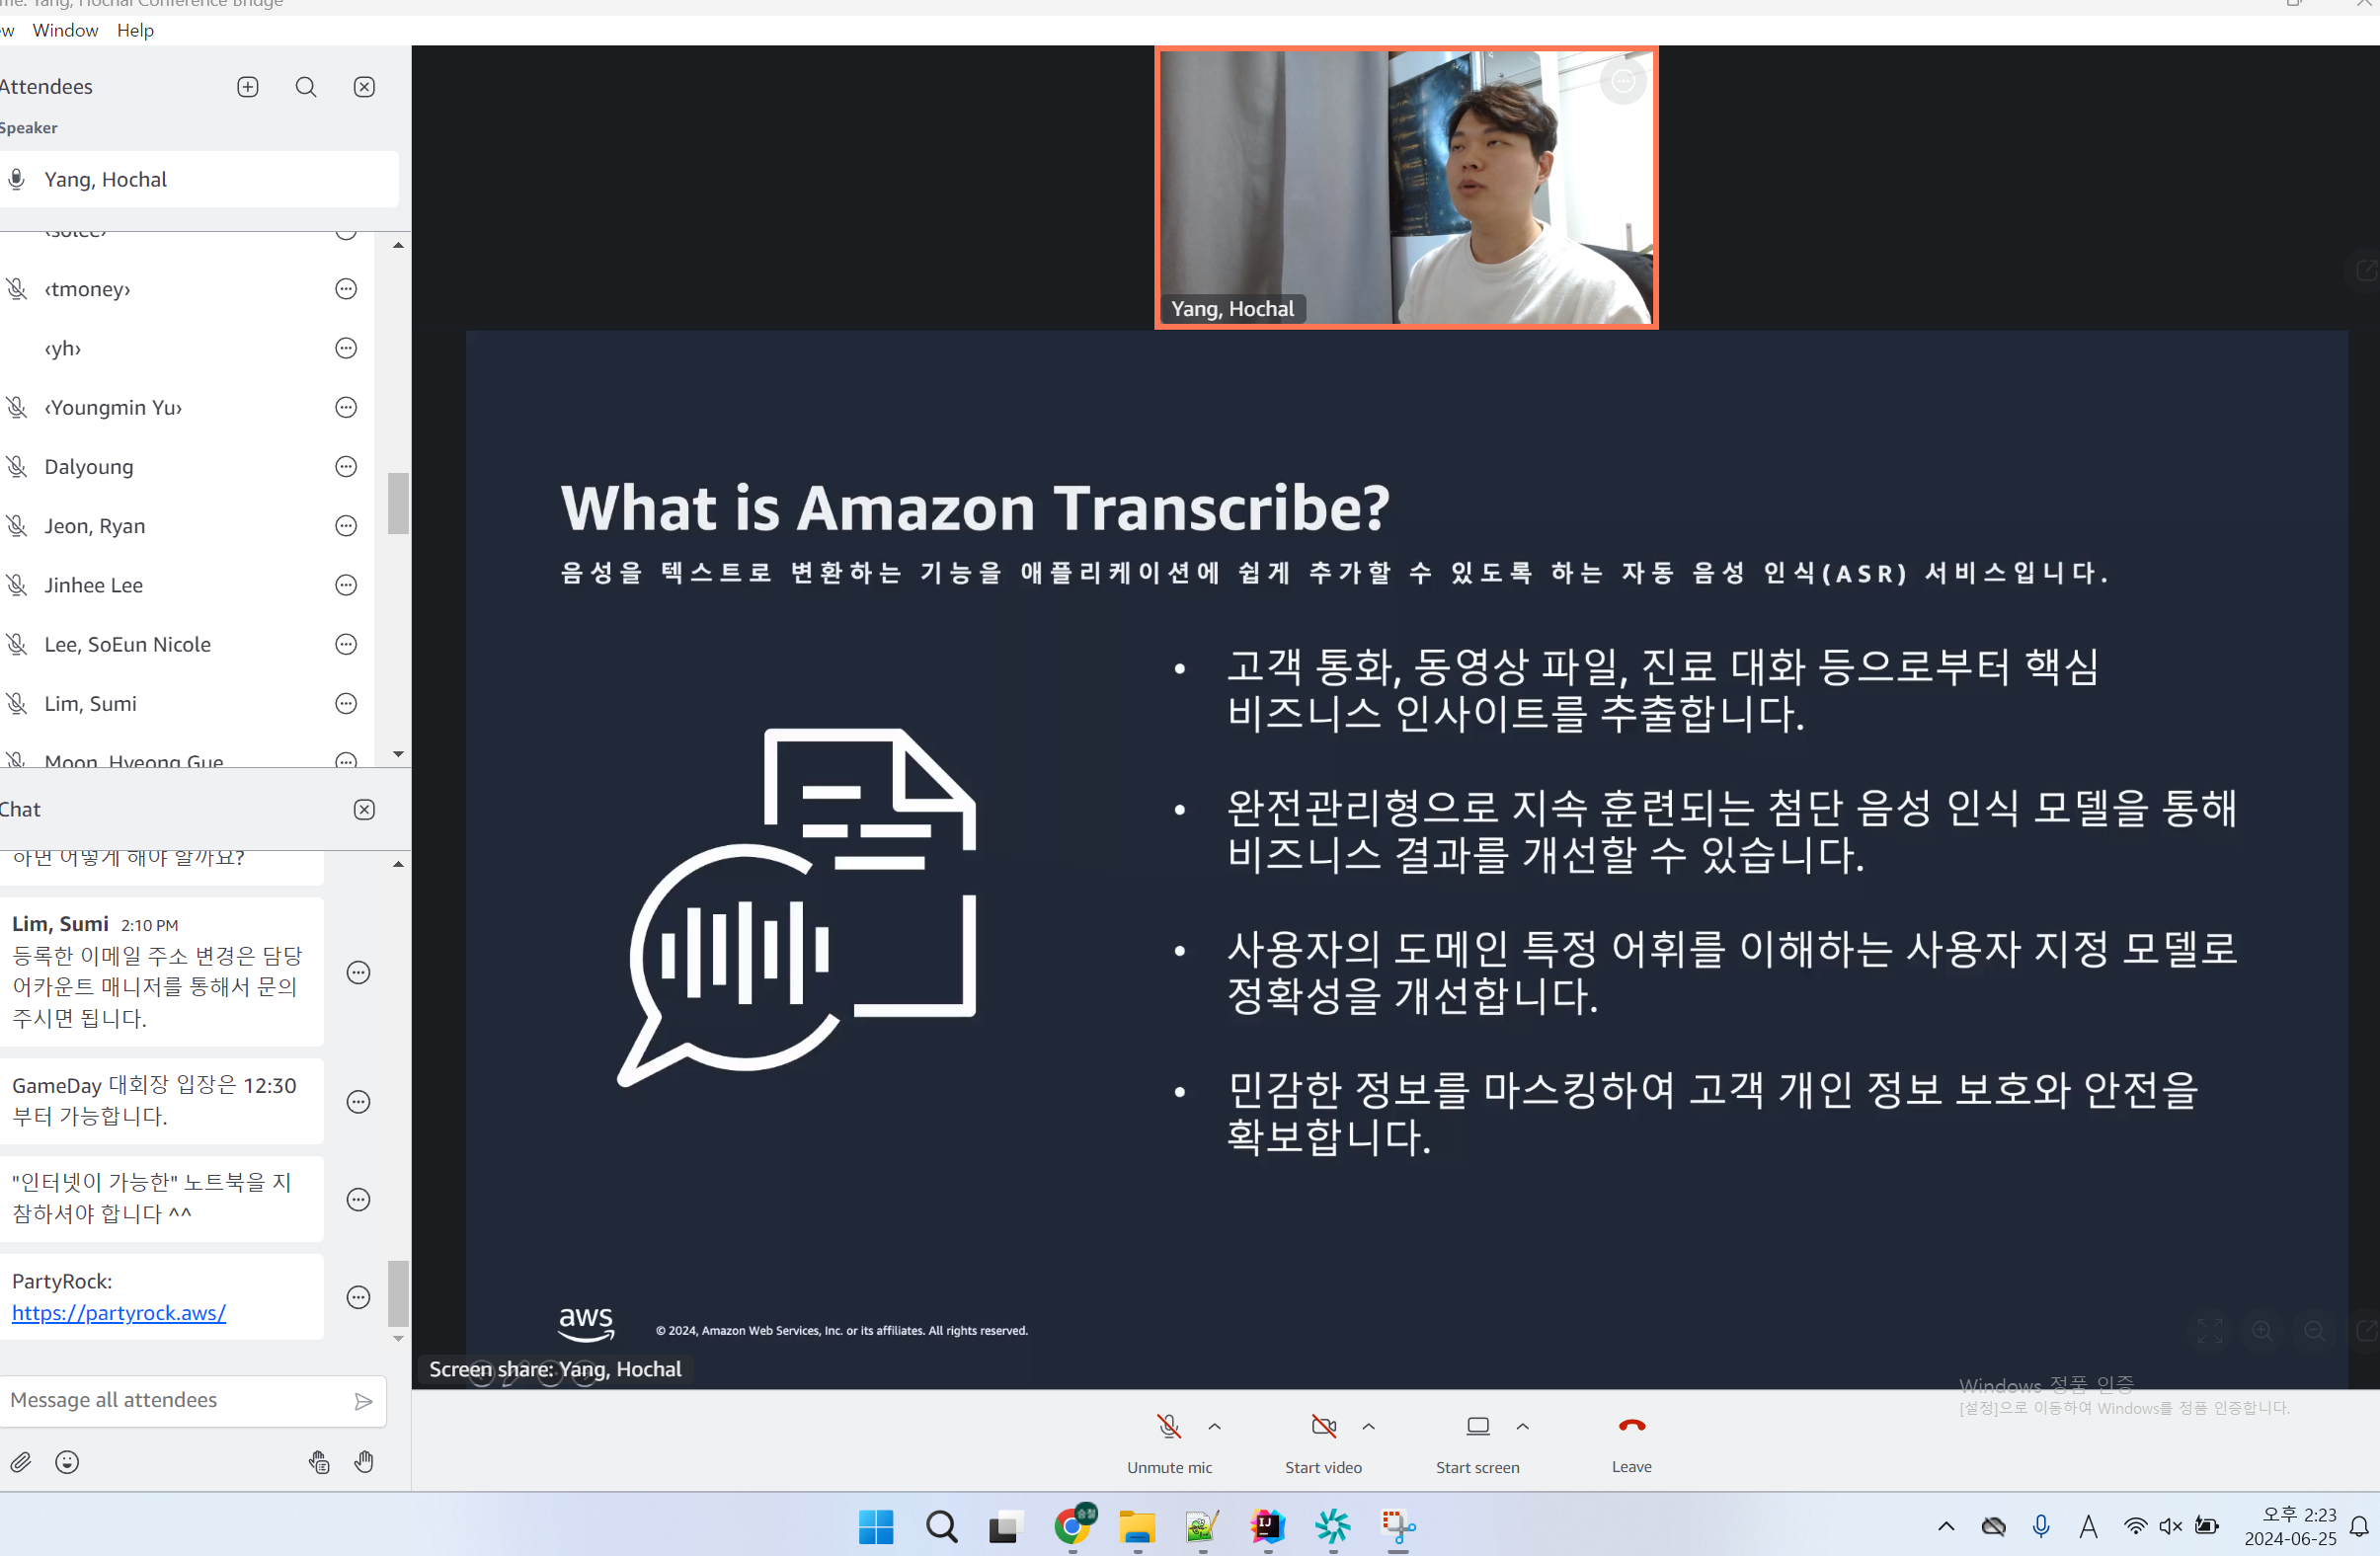 Yang, Hochal Conference Bridge
Window Help
Attendees
Speaker
Yang, Hochal
‹solee›
‹tmoney›
‹yh›
‹Youngmin Yu›
Dalyoung
Jeon, Ryan
Jinhee Lee
Lee, SoEun Nicole
Lim, Sumi
Moon, Hyeong Gue
Chat
하면 어떻게 해야 할까요?
Lim, Sumi 2:10 PM
등록한 이메일 주소 변경은 담당
어카운트 매니저를 통해서 문의
주시면 됩니다.
GameDay 대회장 입장은 12:30
부터 가능합니다.
"인터넷이 가능한" 노트북을 지
참하셔야 합니다 ^^
PartyRock:
https://partyrock.aws/
Message all attendees
Yang, Hochal
What is Amazon Transcribe?
음성을 텍스트로 변환하는 기능을 애플리케이션에 쉽게 추가할 수 있도록 하는 자동 음성 인식(ASR) 서비스입니다.
• 고객 통화, 동영상 파일, 진료 대화 등으로부터 핵심
비즈니스 인사이트를 추출합니다.
• 완전관리형으로 지속 훈련되는 첨단 음성 인식 모델을 통해
비즈니스 결과를 개선할 수 있습니다.
• 사용자의 도메인 특정 어휘를 이해하는 사용자 지정 모델로
정확성을 개선합니다.
• 민감한 정보를 마스킹하여 고객 개인 정보 보호와 안전을
확보합니다.
aws
© 2024, Amazon Web Services, Inc. or its affiliates. All rights reserved.
Screen share: Yang, Hochal
Windows 정품 인증
[설정]으로 이동하여 Windows를 정품 인증합니다.
Unmute mic
Start video
Start screen
Leave
승철
IJ
A
오후 2:23
2024-06-25